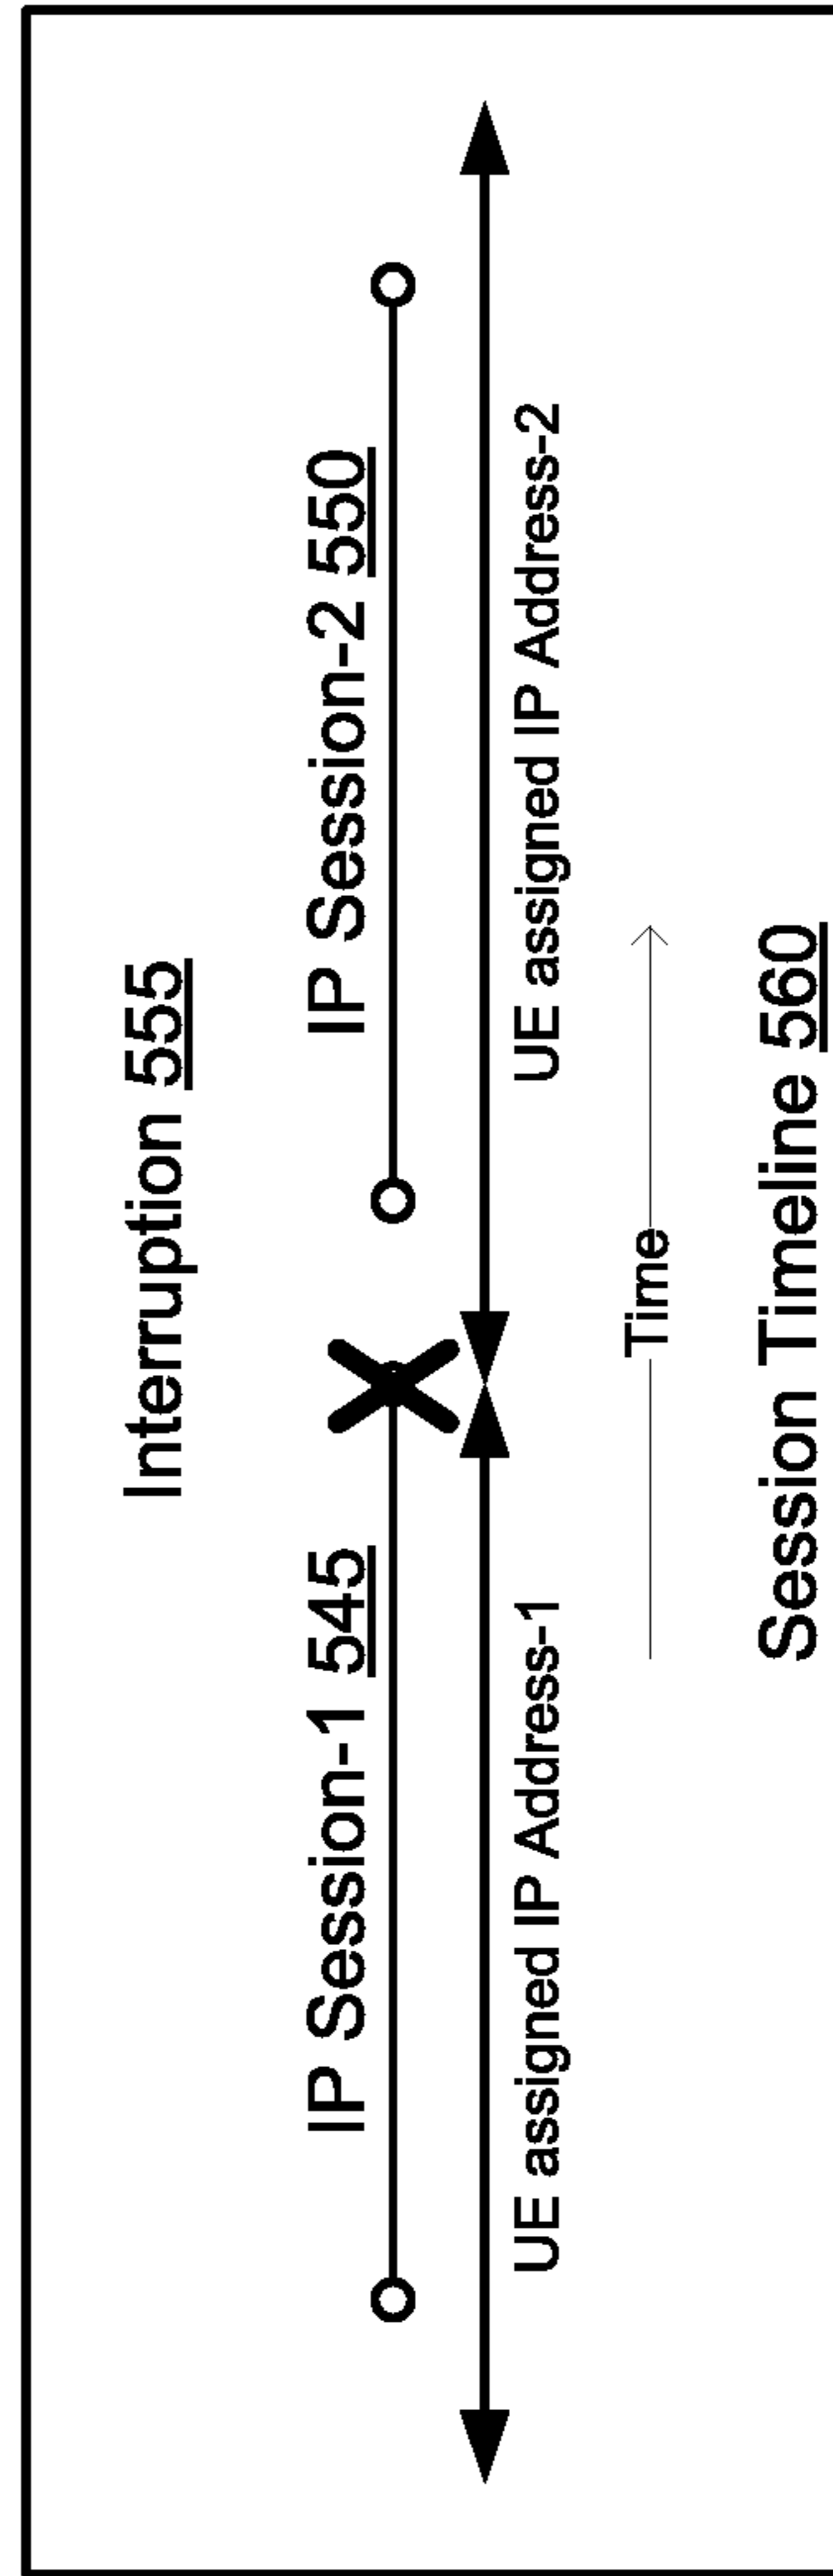 Interruption 555
IP Session-1 545
IP Session-2 550
UE assigned IP Address-1
UE assigned IP Address-2
Time
Session Timeline 560